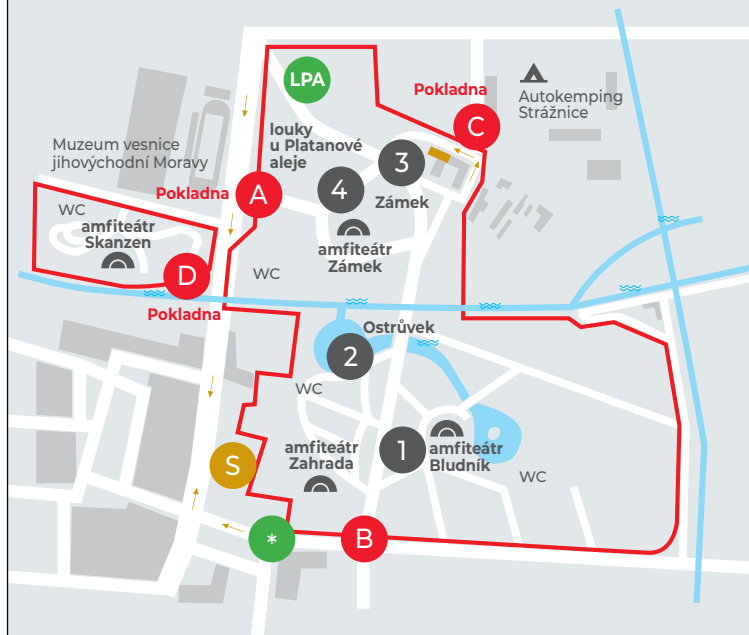 LPA
Pokladna
C
Autokemping
Strážnice
louky
u Platanové
aleje
3
Muzeum vesnice
jihovýchodní Moravy
Pokladna
A
4
Zámek
WC
amfiteátr
Skanzen
amfiteátr
Zámek
D
WC
Pokladna
Ostrůvek
2
WC
1
amfiteátr
Bludník
amfiteátr
Zahrada
S
WC
*
B